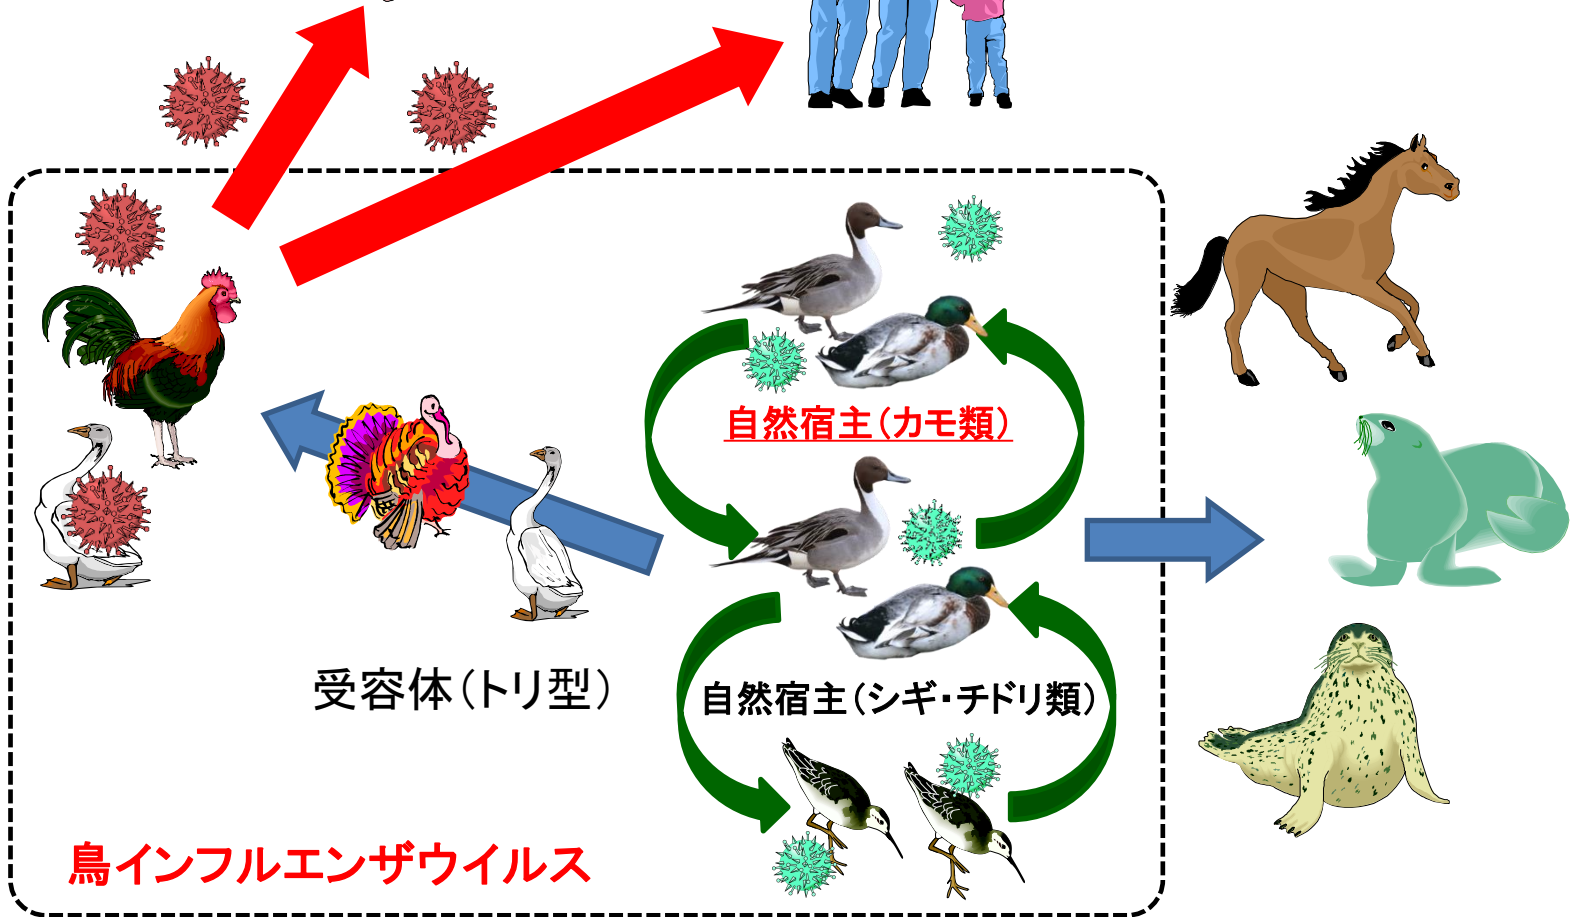 自然宿主（カモ類）
受容体（トリ型）
自然宿主（シギ・チドリ類）
鳥インフルエンザウイルス